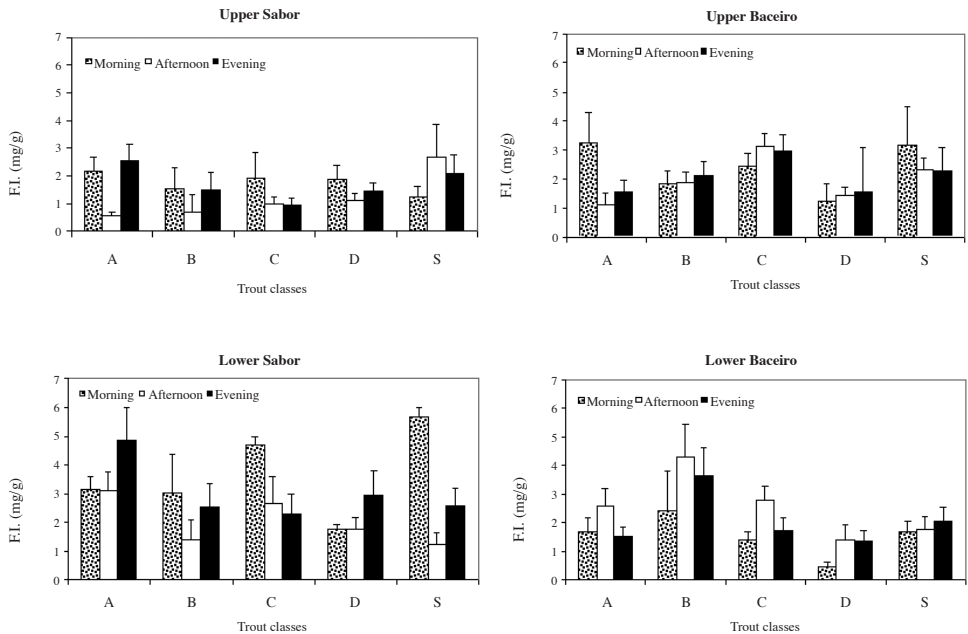 Upper Sabor
7
6
5
4
3
2
1
0
F.I. (mg/g)
Morning Afternoon Evening
A B C D S
Trout classes
Upper Baceiro
7
6
5
4
3
2
1
0
F.I. (mg/g)
Morning Afternoon Evening
A B C D S
Trout classes
Lower Sabor
7
6
5
4
3
2
1
0
F.I. (mg/g)
Morning Afternoon Evening
A B C D S
Trout classes
Lower Baceiro
7
6
5
4
3
2
1
0
F.I. (mg/g)
Morning Afternoon Evening
A B C D S
Trout classes